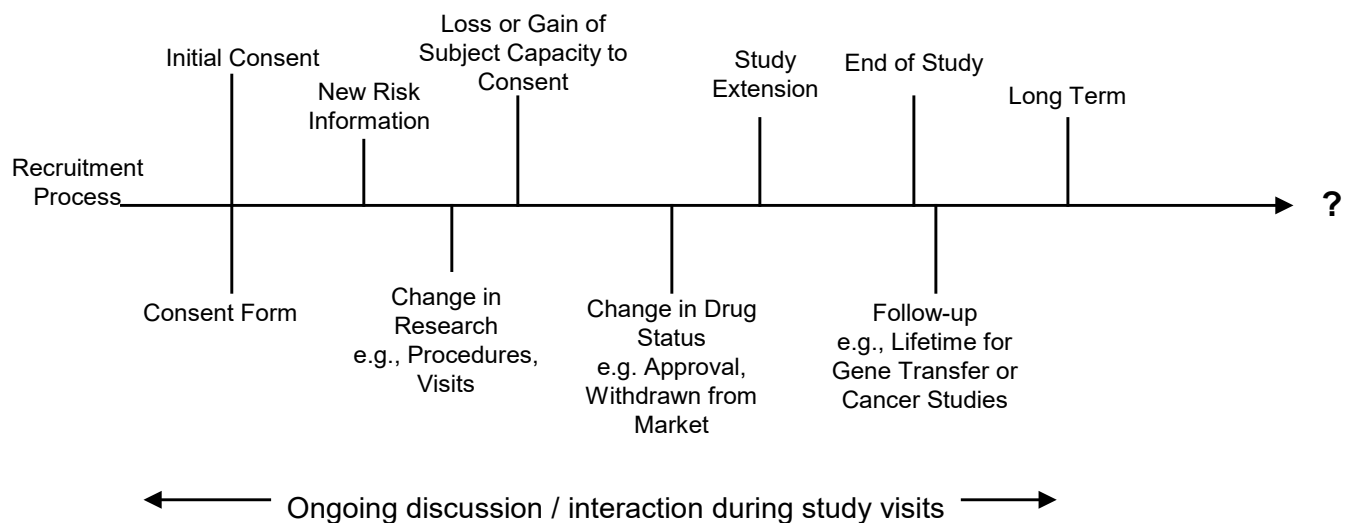 Initial Consent
New Risk
Information
Loss or Gain of
Subject Capacity to
Consent
Study
Extension
End of Study
Long Term
Recruitment
Process
?
Consent Form
Change in
Research
e.g., Procedures,
Visits
Change in Drug
Status
e.g. Approval,
Withdrawn from
Market
Follow-up
e.g., Lifetime for
Gene Transfer or
Cancer Studies
Ongoing discussion / interaction during study visits